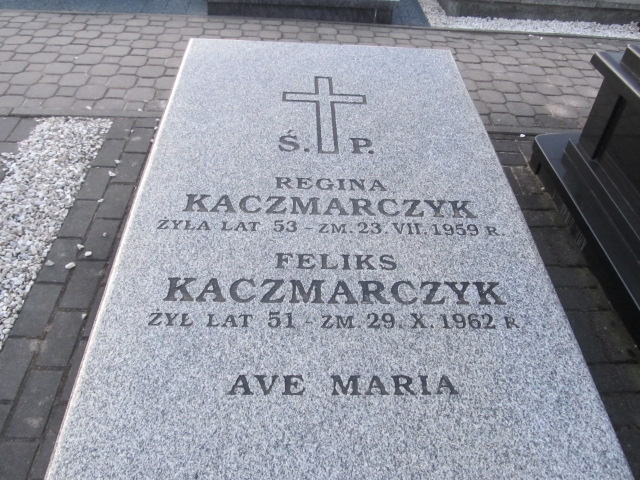 Ś. P.
REGINA
KACZMARCZYK
ŻYŁA LAT 53 - ZM. 23. VII. 1959 R.
FELIKS
KACZMARCZYK
ŻYŁ LAT 51 - ZM. 29. X. 1962 R
AVE MARIA